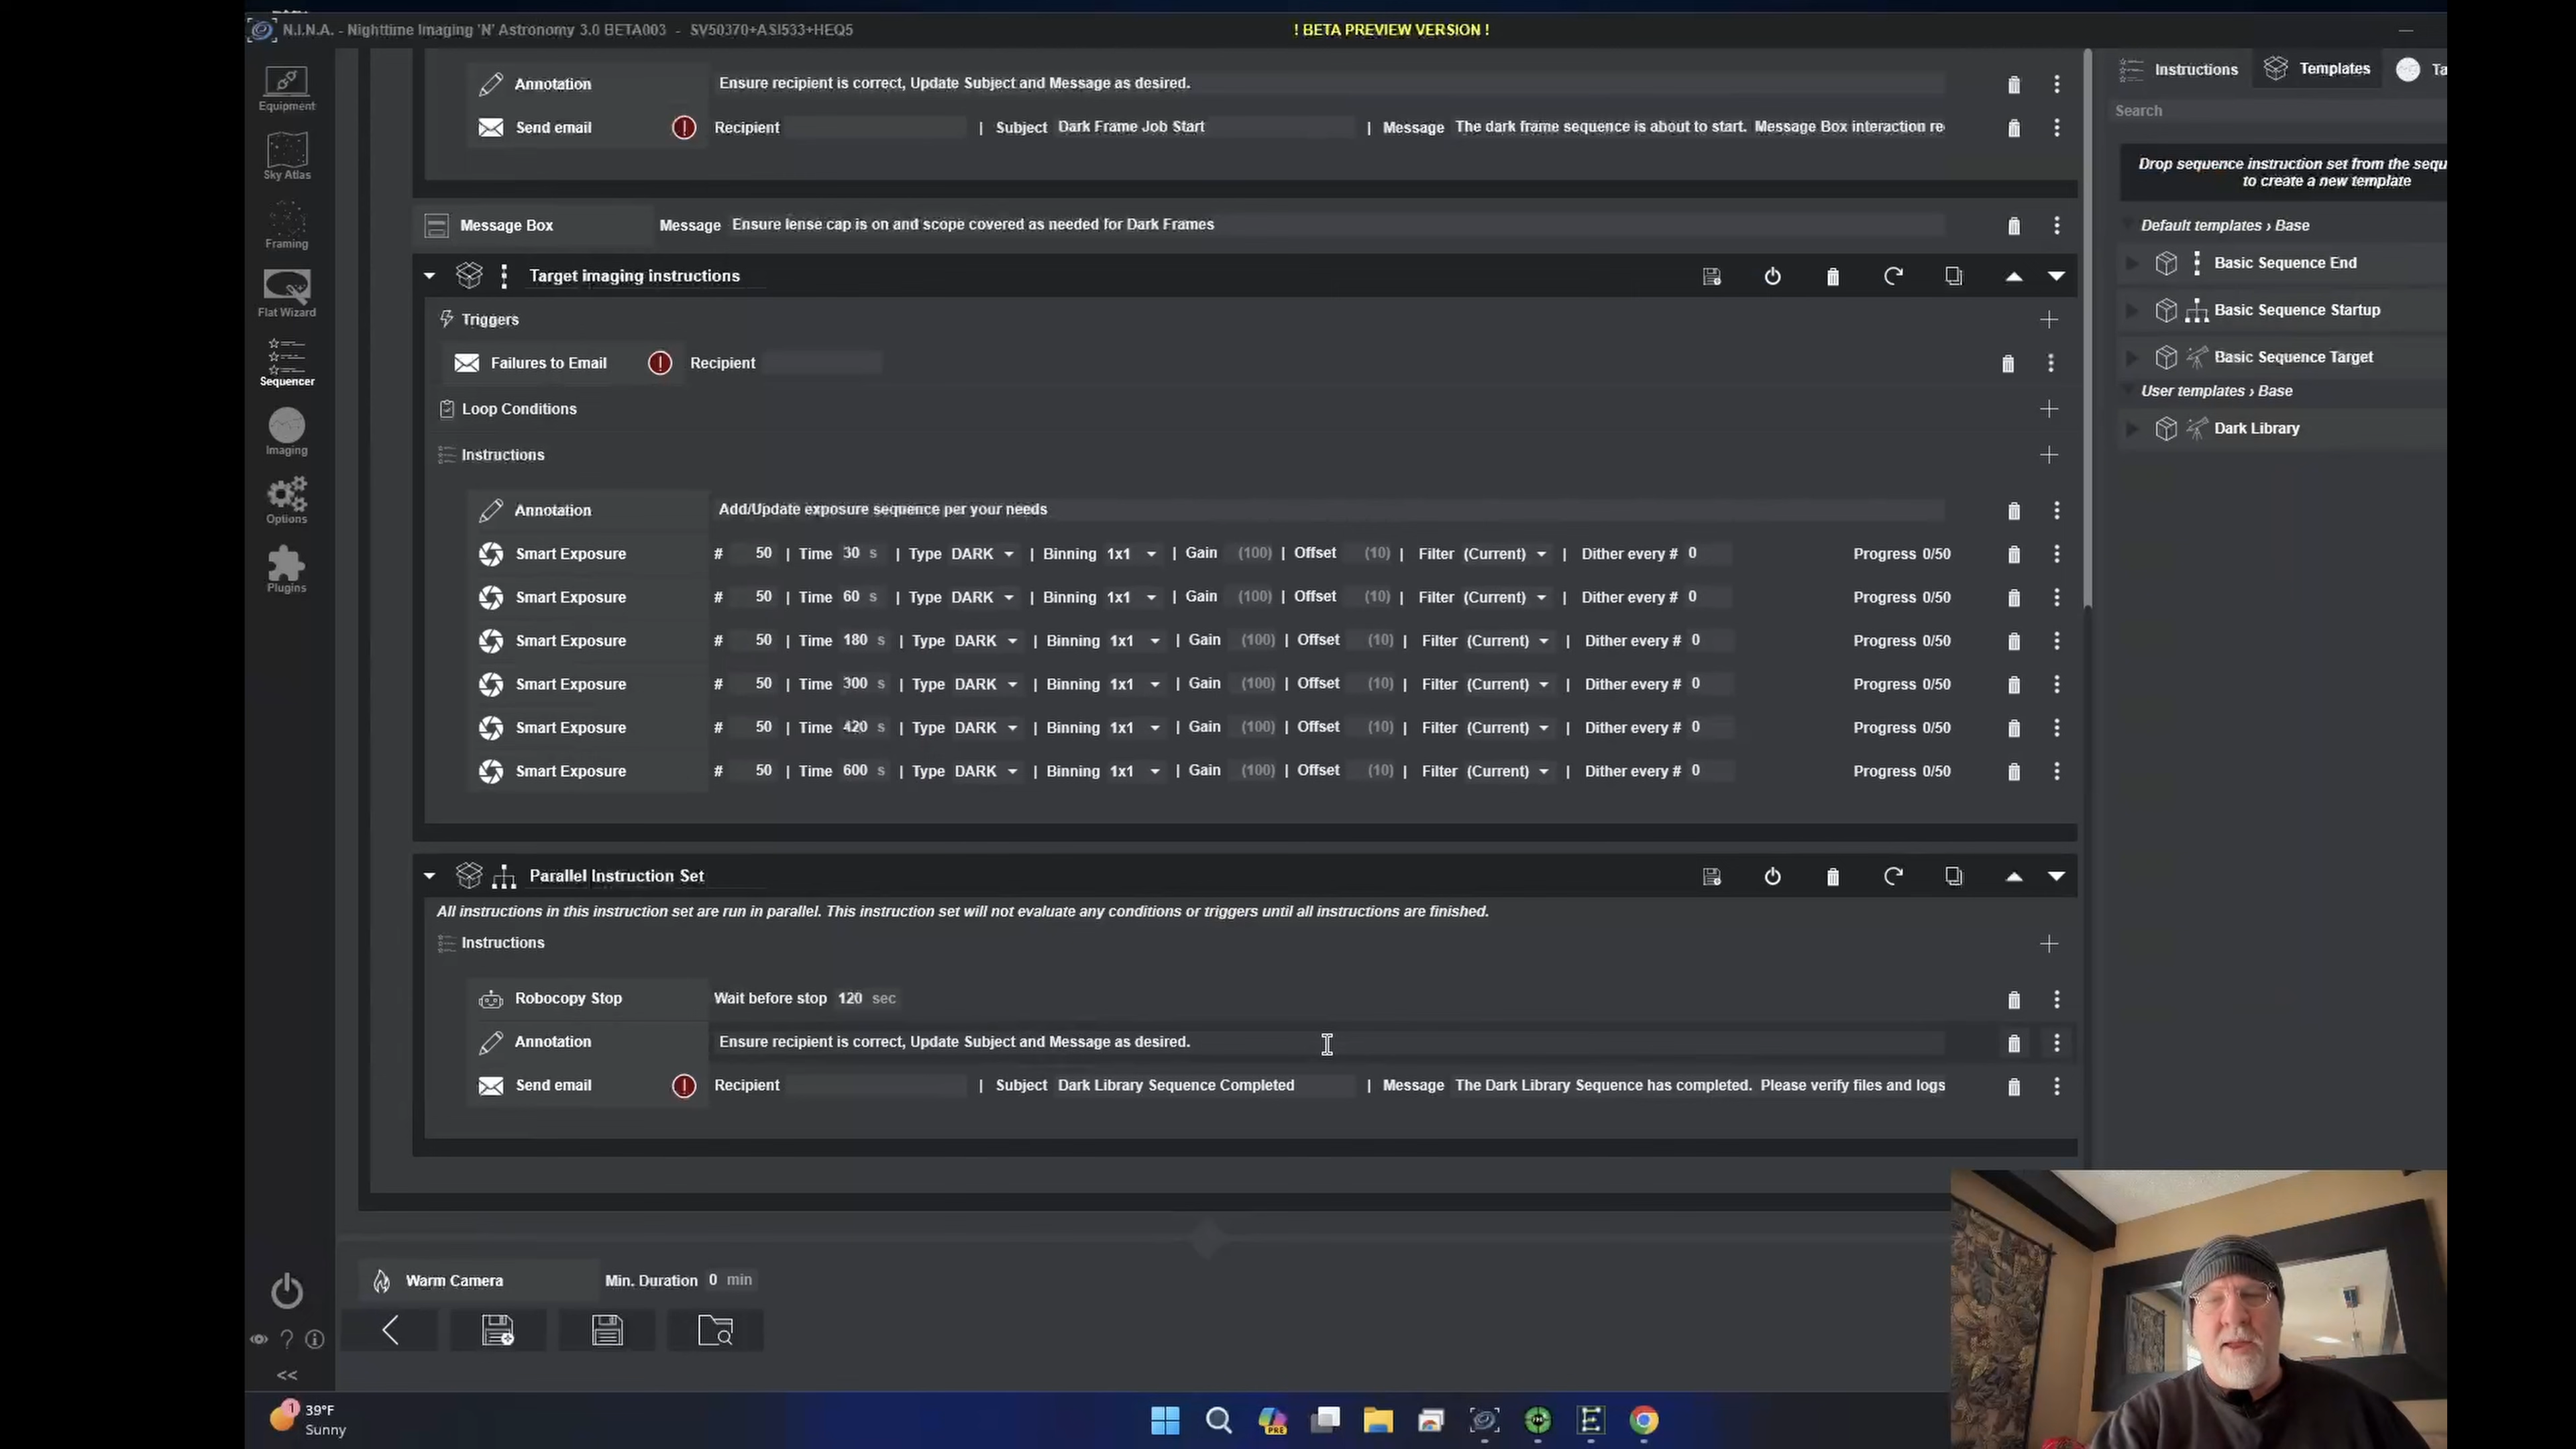 N.I.N.A. - Nighttime Imaging 'N' Astronomy 3.0 BETA003 - SV50370+ASI533+HEQ5
! BETA PREVIEW VERSION !
Equipment
Sky Atlas
Framing
Flat Wizard
Sequencer
Imaging
Options
Plugins
Annotation Ensure recipient is correct, Update Subject and Message as desired.
Send email Recipient | Subject Dark Frame Job Start | Message The dark frame sequence is about to start. Message Box interaction re
Message Box Message Ensure lense cap is on and scope covered as needed for Dark Frames
Target imaging instructions
Triggers
Failures to Email Recipient
Loop Conditions
Instructions
Annotation Add/Update exposure sequence per your needs
Smart Exposure # 50 | Time 30 s | Type DARK | Binning 1x1 | Gain (100) | Offset (10) | Filter (Current) | Dither every # 0 Progress 0/50
Smart Exposure # 50 | Time 60 s | Type DARK | Binning 1x1 | Gain (100) | Offset (10) | Filter (Current) | Dither every # 0 Progress 0/50
Smart Exposure # 50 | Time 180 s | Type DARK | Binning 1x1 | Gain (100) | Offset (10) | Filter (Current) | Dither every # 0 Progress 0/50
Smart Exposure # 50 | Time 300 s | Type DARK | Binning 1x1 | Gain (100) | Offset (10) | Filter (Current) | Dither every # 0 Progress 0/50
Smart Exposure # 50 | Time 420 s | Type DARK | Binning 1x1 | Gain (100) | Offset (10) | Filter (Current) | Dither every # 0 Progress 0/50
Smart Exposure # 50 | Time 600 s | Type DARK | Binning 1x1 | Gain (100) | Offset (10) | Filter (Current) | Dither every # 0 Progress 0/50
Parallel Instruction Set
All instructions in this instruction set are run in parallel. This instruction set will not evaluate any conditions or triggers until all instructions are finished.
Instructions
Robocopy Stop Wait before stop 120 sec
Annotation Ensure recipient is correct, Update Subject and Message as desired.
Send email Recipient | Subject Dark Library Sequence Completed | Message The Dark Library Sequence has completed. Please verify files and logs
Warm Camera Min. Duration 0 min
<<
Instructions Templates Ta
Search
Drop sequence instruction set from the sequ
to create a new template
Default templates › Base
Basic Sequence End
Basic Sequence Startup
Basic Sequence Target
User templates › Base
Dark Library
1
39°F
Sunny
PRE